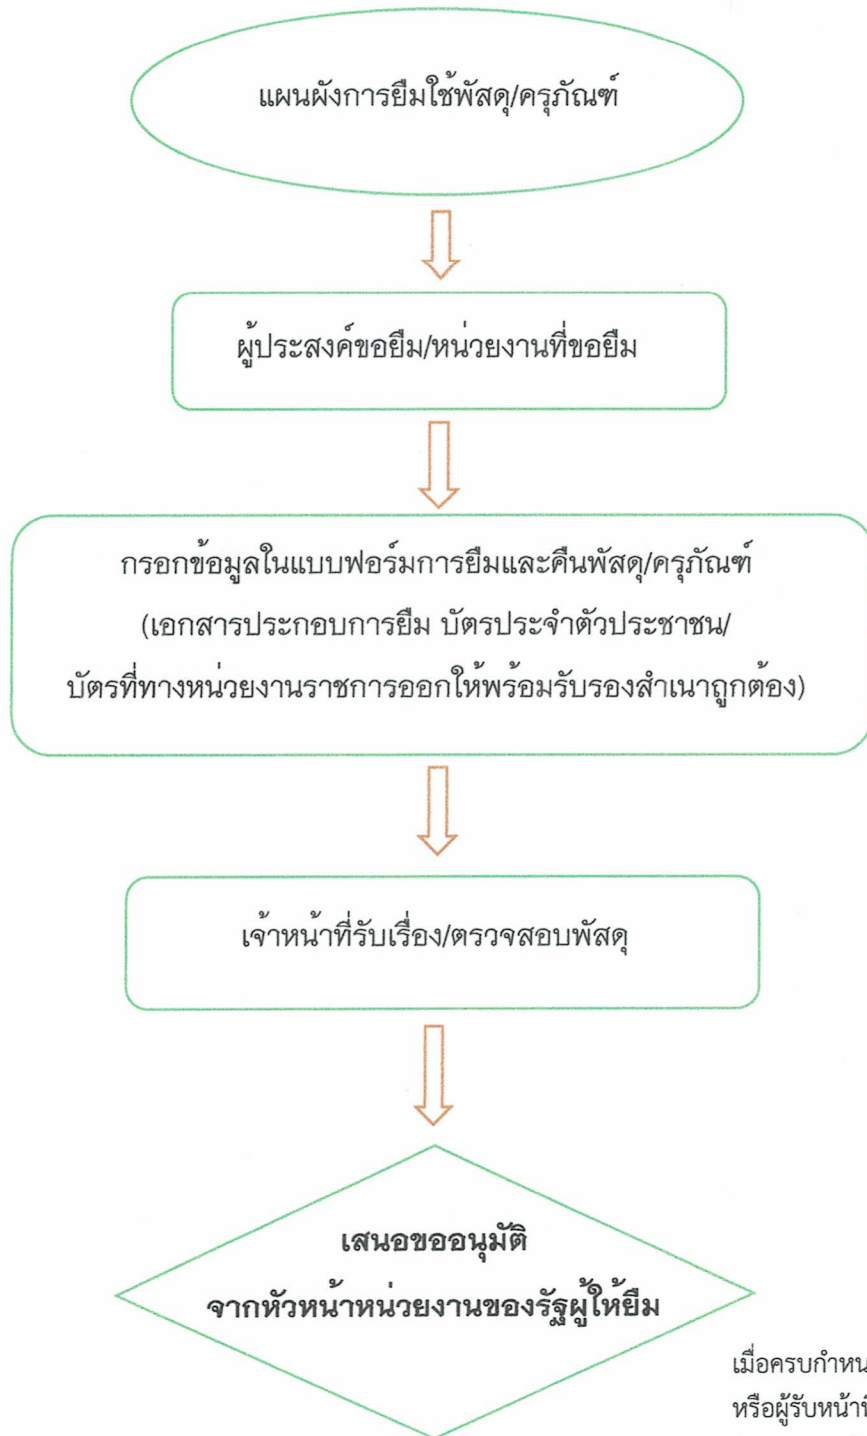 แผนผังการยืมใช้พัสดุ/ครุภัณฑ์
ผู้ประสงค์ขอยืม/หน่วยงานที่ขอยืม
กรอกข้อมูลในแบบฟอร์มการยืมและคืนพัสดุ/ครุภัณฑ์
(เอกสารประกอบการยืม บัตรประจำตัวประชาชน/
บัตรที่ทางหน่วยงานราชการออกให้พร้อมรับรองสำเนาถูกต้อง)
เจ้าหน้าที่รับเรื่อง/ตรวจสอบพัสดุ
เสนอขออนุมัติ
จากหัวหน้าหน่วยงานของรัฐผู้ให้ยืม
เมื่อครบกำหน
หรือผู้รับหน้าที